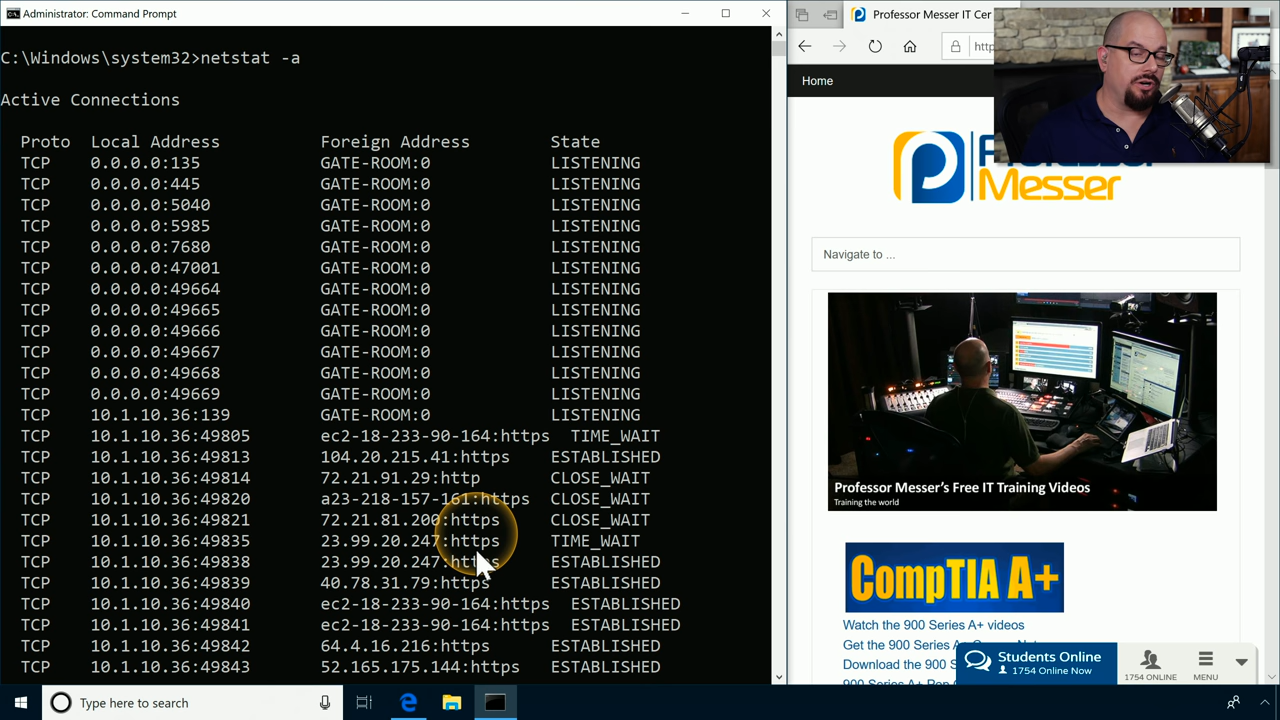 Administrator: Command Prompt
C:\Windows\system32>netstat -a
Active Connections
Proto Local Address Foreign Address State
TCP 0.0.0.0:135 GATE-ROOM:0 LISTENING
TCP 0.0.0.0:445 GATE-ROOM:0 LISTENING
TCP 0.0.0.0:5040 GATE-ROOM:0 LISTENING
TCP 0.0.0.0:5985 GATE-ROOM:0 LISTENING
TCP 0.0.0.0:7680 GATE-ROOM:0 LISTENING
TCP 0.0.0.0:47001 GATE-ROOM:0 LISTENING
TCP 0.0.0.0:49664 GATE-ROOM:0 LISTENING
TCP 0.0.0.0:49665 GATE-ROOM:0 LISTENING
TCP 0.0.0.0:49666 GATE-ROOM:0 LISTENING
TCP 0.0.0.0:49667 GATE-ROOM:0 LISTENING
TCP 0.0.0.0:49668 GATE-ROOM:0 LISTENING
TCP 0.0.0.0:49669 GATE-ROOM:0 LISTENING
TCP 10.1.10.36:139 GATE-ROOM:0 LISTENING
TCP 10.1.10.36:49805 ec2-18-233-90-164:https TIME_WAIT
TCP 10.1.10.36:49813 104.20.215.41:https ESTABLISHED
TCP 10.1.10.36:49814 72.21.91.29:http CLOSE_WAIT
TCP 10.1.10.36:49820 a23-218-157-161:https CLOSE_WAIT
TCP 10.1.10.36:49821 72.21.81.200:https CLOSE_WAIT
TCP 10.1.10.36:49835 23.99.20.247:https TIME_WAIT
TCP 10.1.10.36:49838 23.99.20.247:https ESTABLISHED
TCP 10.1.10.36:49839 40.78.31.79:https ESTABLISHED
TCP 10.1.10.36:49840 ec2-18-233-90-164:https ESTABLISHED
TCP 10.1.10.36:49841 ec2-18-233-90-164:https ESTABLISHED
TCP 10.1.10.36:49842 64.4.16.216:https ESTABLISHED
TCP 10.1.10.36:49843 52.165.175.144:https ESTABLISHED
Professor Messer IT Cer
Home
Messer
Navigate to ...
Professor Messer's Free IT Training Videos
Training the world
CompTIA A+
Watch the 900 Series A+ videos
Get the 900 Series A+
Download the 900 Se
Students Online
1754 Online Now
1754 ONLINE
MENU
Type here to search